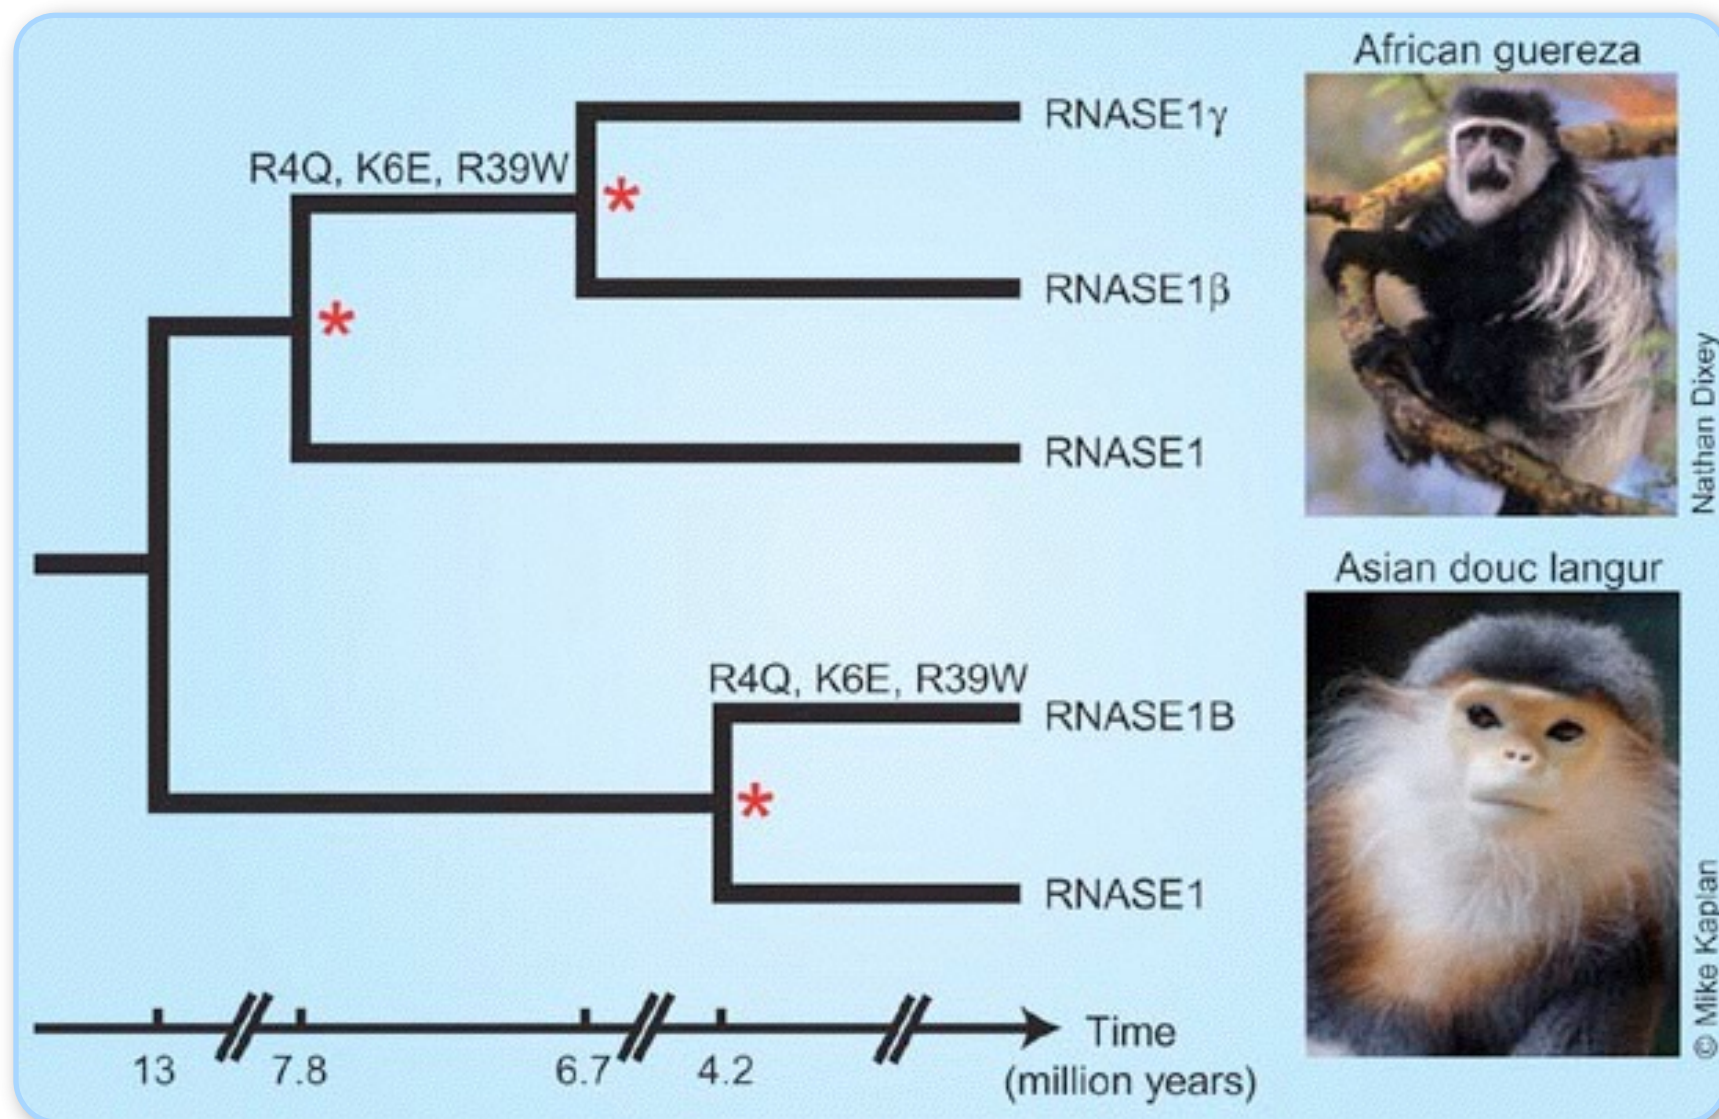 African guereza
RNASE1γ
R4Q, K6E, R39W
*
RNASE1β
*
RNASE1
Nathan Dixey
Asian douc langur
R4Q, K6E, R39W
RNASE1B
*
RNASE1
© Mike Kaplan
13
7.8
6.7
4.2
Time
(million years)